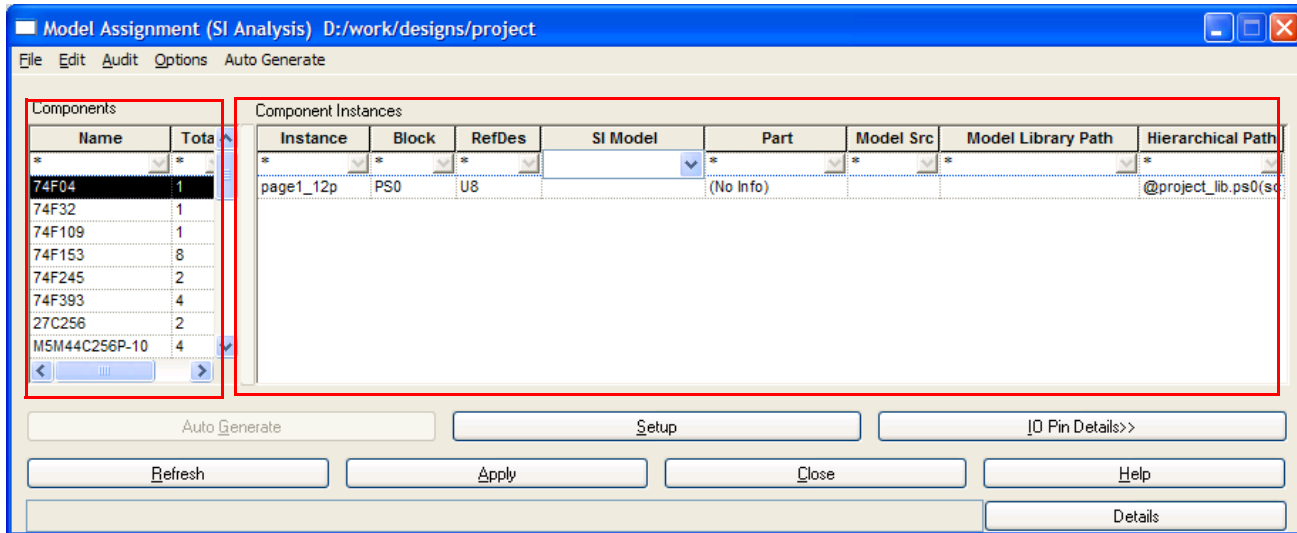 Model Assignment (SI Analysis) D:/work/designs/project
File Edit Audit Options Auto Generate
Components
Name Tota
* *
74F04 1
74F32 1
74F109 1
74F153 8
74F245 2
74F393 4
27C256 2
M5M44C256P-10 4
Component Instances
Instance Block RefDes SI Model Part Model Src Model Library Path Hierarchical Path
* * * * * * *
page1_12p PS0 U8 (No Info) @project_lib.ps0(sc
Auto Generate Setup IO Pin Details>>
Refresh Apply Close Help
Details